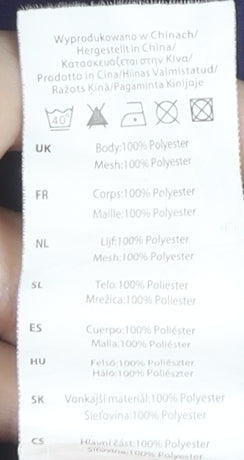 Wyprodukowano w Chinach/
Hergestellt in China/
Κατασκευάζεται στην Κίνα/
Prodotto in Cina/Hiinas Valmistatud/
Ražots Ķīnā/Pagaminta Kinijoje
40°
UK Body:100% Polyester
Mesh:100% Polyester
FR Corps:100% Polyester
Maille:100% Polyester
NL Lijf:100% Polyester
Mesh:100% Polyester
SL Telo:100% Poliester
Mrežica:100% Poliester
ES Cuerpo:100% Poliéster
Malla:100% Poliéster
HU Felső:100% Poliészter
Háló:100% Poliészter
SK Vonkajší materiál:100% Polyester
Sieťovina:100% Polyester
CS Hlavní část:100% Polyester
Síťovina:100% Polyester